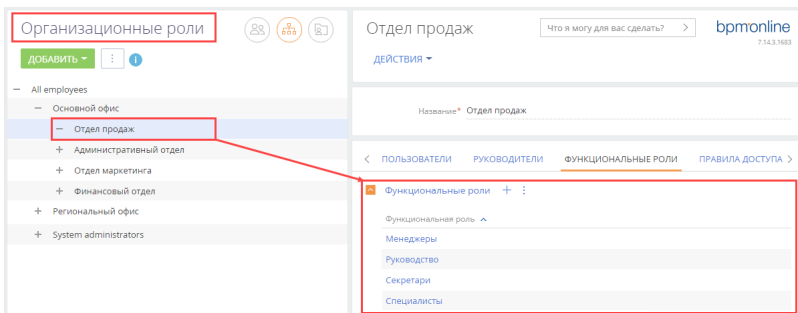 Организационные роли
ДОБАВИТЬ
All employees
Основной офис
Отдел продаж
Административный отдел
Отдел маркетинга
Финансовый отдел
Региональный офис
System administrators
Отдел продаж
Что я могу для вас сделать?
bpmonline
7.14.3.1683
ДЕЙСТВИЯ
Название* Отдел продаж
ПОЛЬЗОВАТЕЛИ РУКОВОДИТЕЛИ ФУНКЦИОНАЛЬНЫЕ РОЛИ ПРАВИЛА ДОСТУПА
Функциональные роли
Функциональная роль
Менеджеры
Руководство
Секретари
Специалисты